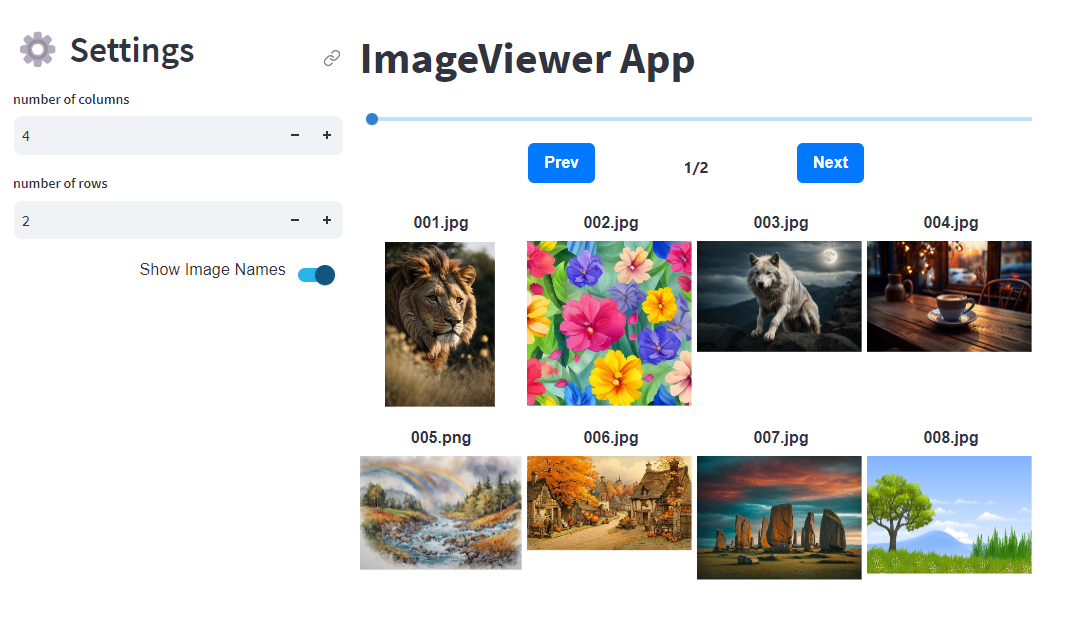 Settings
number of columns
4 - +
number of rows
2 - +
Show Image Names
ImageViewer App
Prev 1/2 Next
001.jpg 002.jpg 003.jpg 004.jpg
005.png 006.jpg 007.jpg 008.jpg